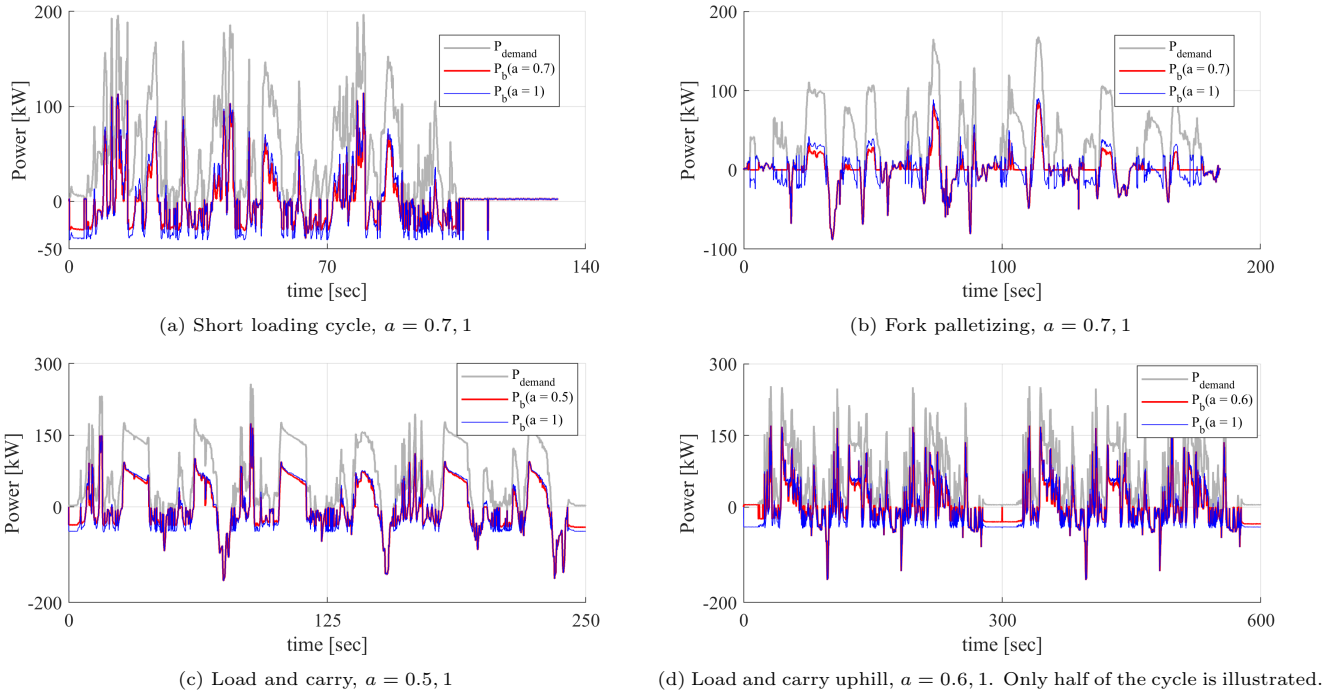 200
100
0
-50
Power [kW]
0
70
140
time [sec]
P_demand
P_b(a = 0.7)
P_b(a = 1)
(a) Short loading cycle, a = 0.7, 1
200
100
0
-100
Power [kW]
0
100
200
time [sec]
P_demand
P_b(a = 0.7)
P_b(a = 1)
(b) Fork palletizing, a = 0.7, 1
300
150
0
-200
Power [kW]
0
125
250
time [sec]
P_demand
P_b(a = 0.5)
P_b(a = 1)
(c) Load and carry, a = 0.5, 1
300
150
0
-200
Power [kW]
0
300
600
time [sec]
P_demand
P_b(a = 0.6)
P_b(a = 1)
(d) Load and carry uphill, a = 0.6, 1. Only half of the cycle is illustrated.